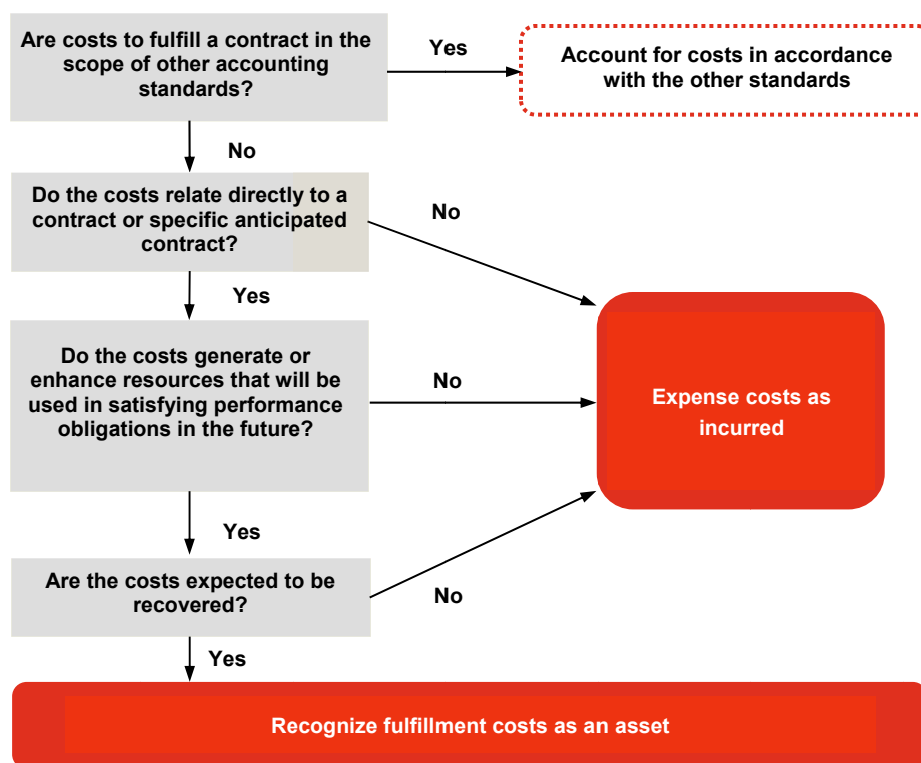 Are costs to fulfill a contract in the
scope of other accounting
standards?
Yes
Account for costs in accordance
with the other standards
No
Do the costs relate directly to a
contract or specific anticipated
contract?
No
Yes
Do the costs generate or
enhance resources that will be
used in satisfying performance
obligations in the future?
No
Expense costs as
incurred
Yes
Are the costs expected to be
recovered?
No
Yes
Recognize fulfillment costs as an asset